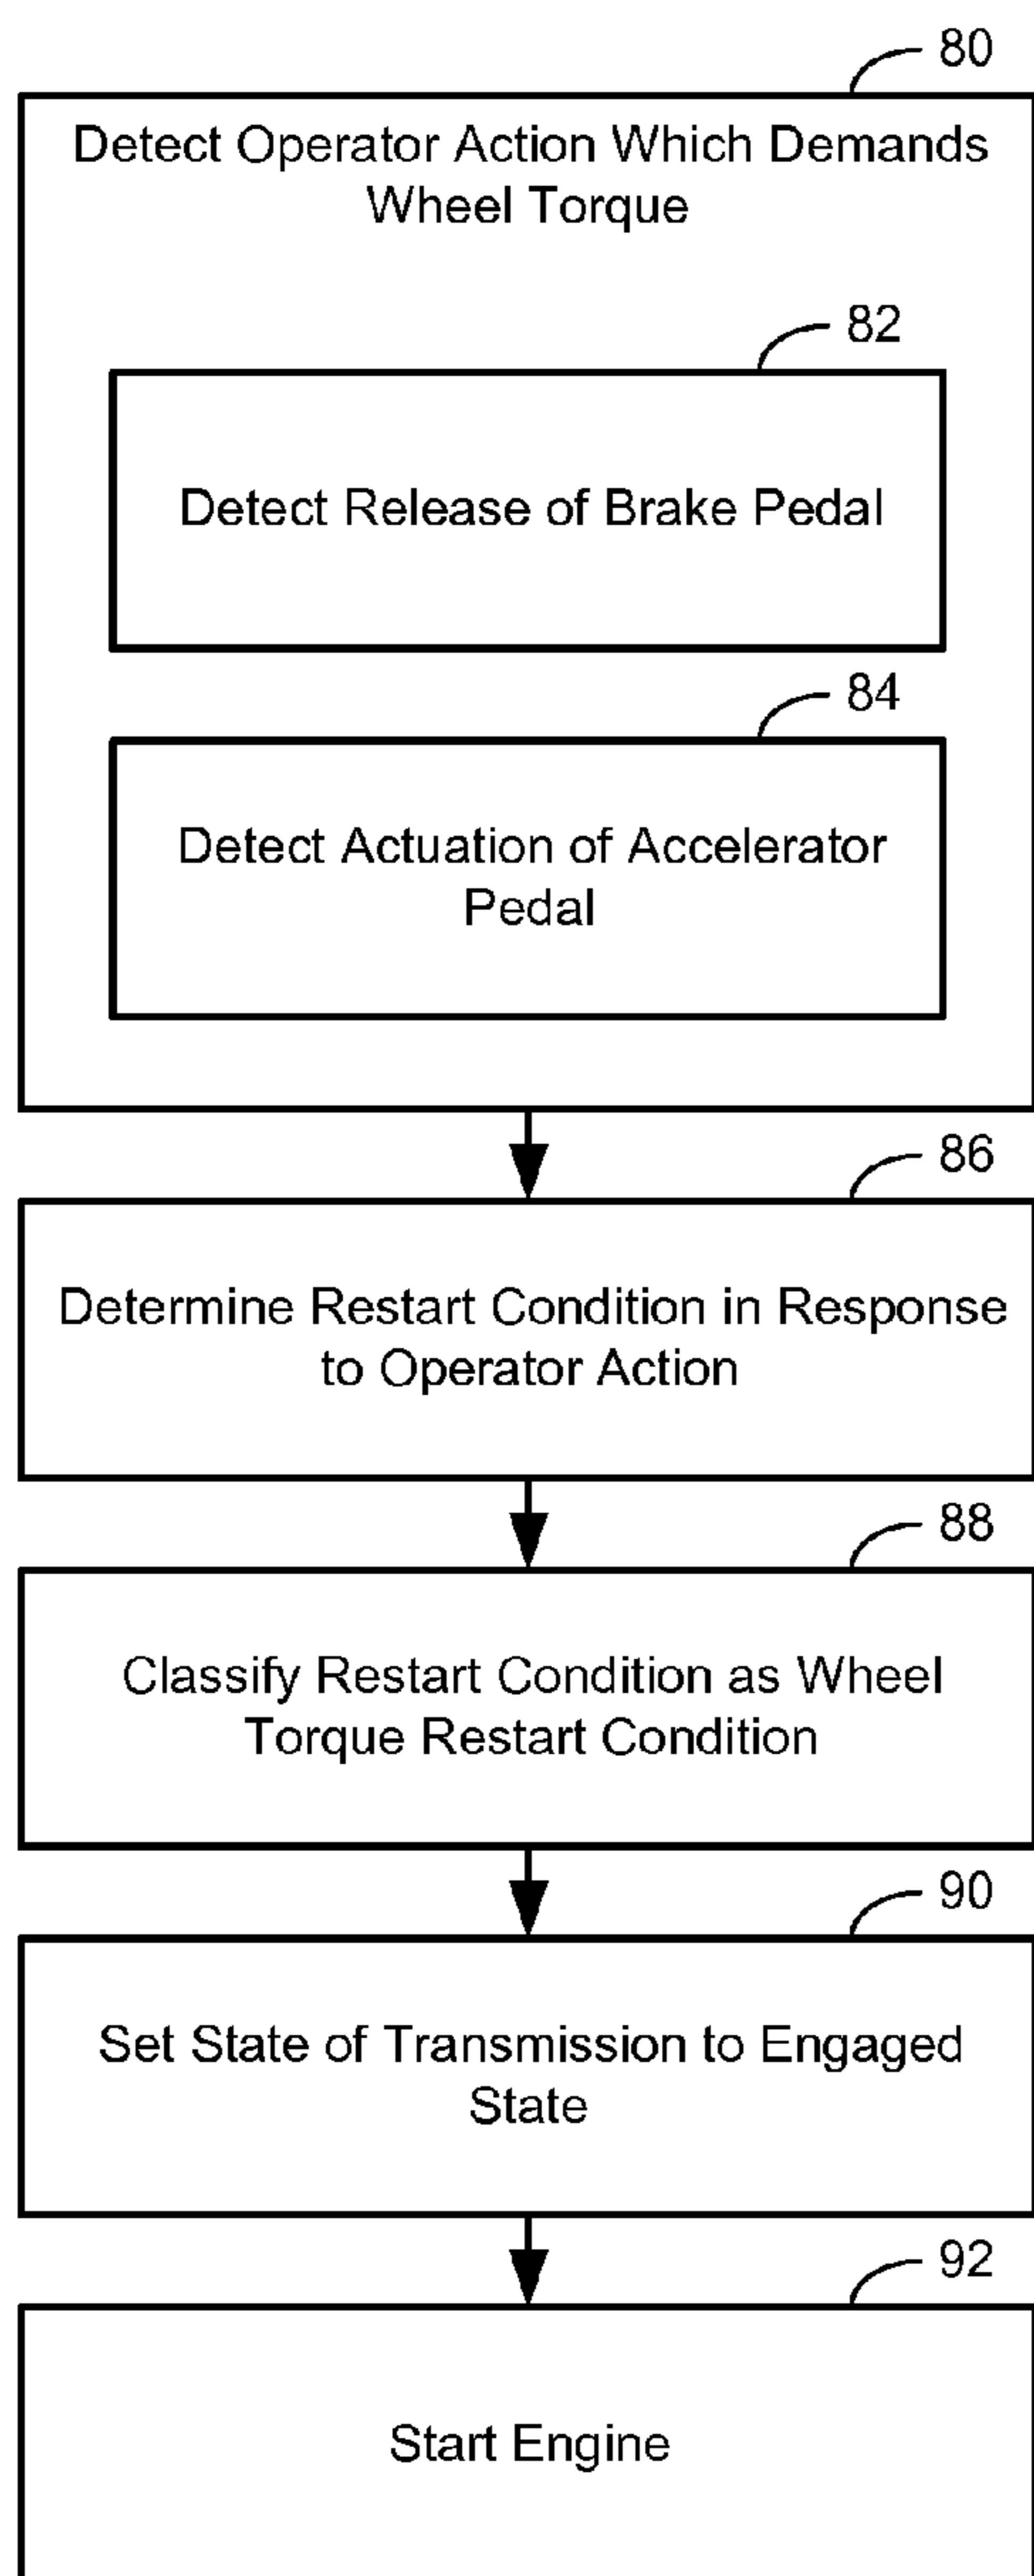 80
Detect Operator Action Which Demands
Wheel Torque
82
Detect Release of Brake Pedal
84
Detect Actuation of Accelerator
Pedal
86
Determine Restart Condition in Response
to Operator Action
88
Classify Restart Condition as Wheel
Torque Restart Condition
90
Set State of Transmission to Engaged
State
92
Start Engine